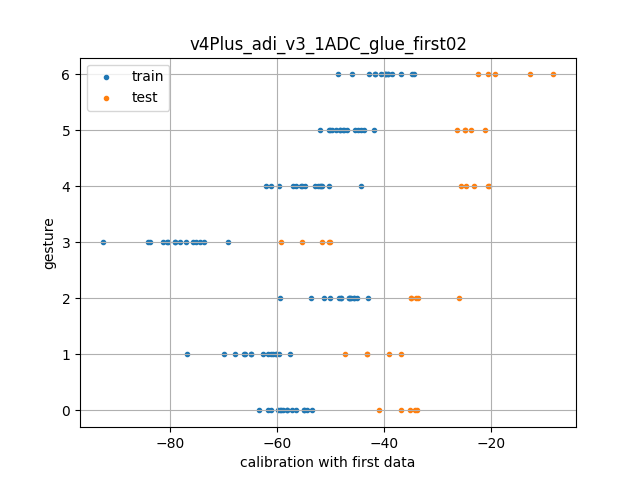 v4Plus_adi_v3_1ADC_glue_first02
train
test
6
5
4
3
2
1
0
gesture
−80
−60
−40
−20
calibration with first data